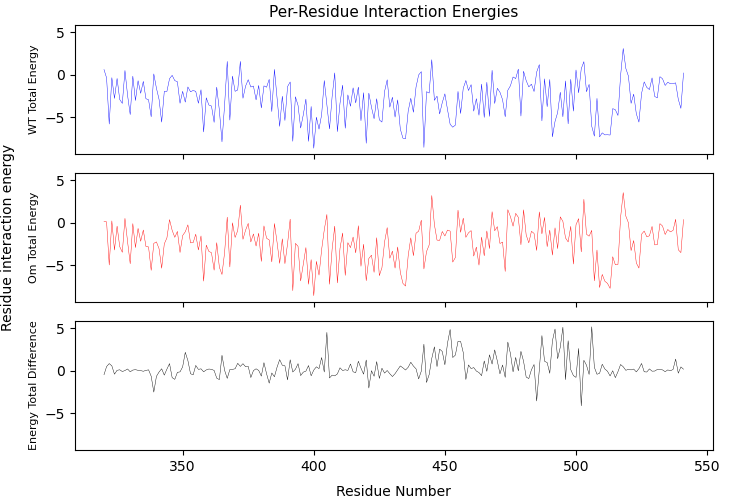 Per-Residue Interaction Energies
Residue interaction energy
WT Total Energy
5
0
−5
Om Total Energy
5
0
−5
Energy Total Difference
5
0
−5
350
400
450
500
550
Residue Number